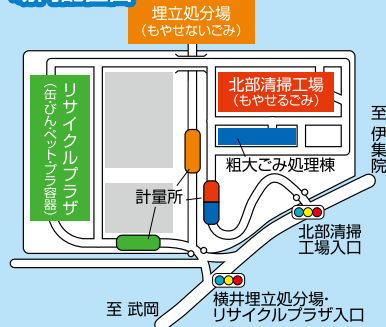 埋立処分場
（もやせないごみ）
北部清掃工場
（もやせるごみ）
リサイクルプラザ
（缶・びん・ペット・プラ容器）
至 伊集院
粗大ごみ処理棟
計量所
北部清掃
工場入口
至 武岡
横井埋立処分場・
リサイクルプラザ入口